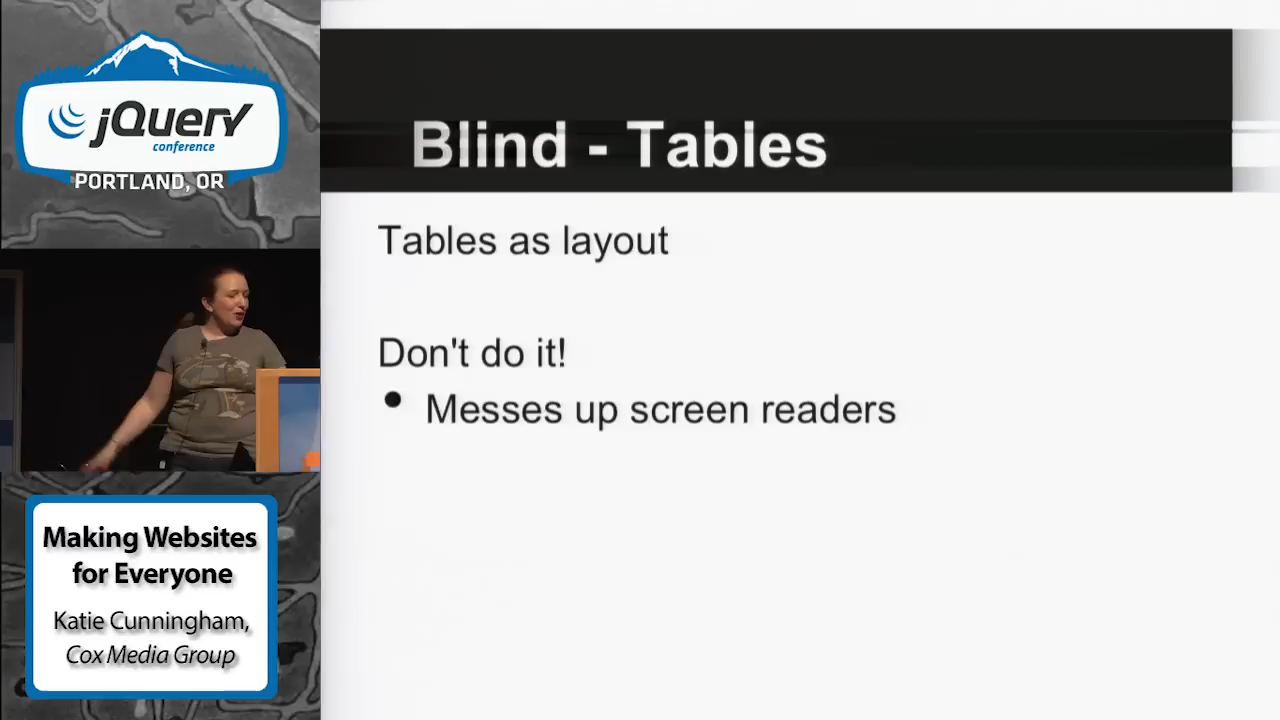 jQuery
conference
PORTLAND, OR
Blind - Tables
Tables as layout
Don't do it!
• Messes up screen readers
Making Websites
for Everyone
Katie Cunningham,
Cox Media Group